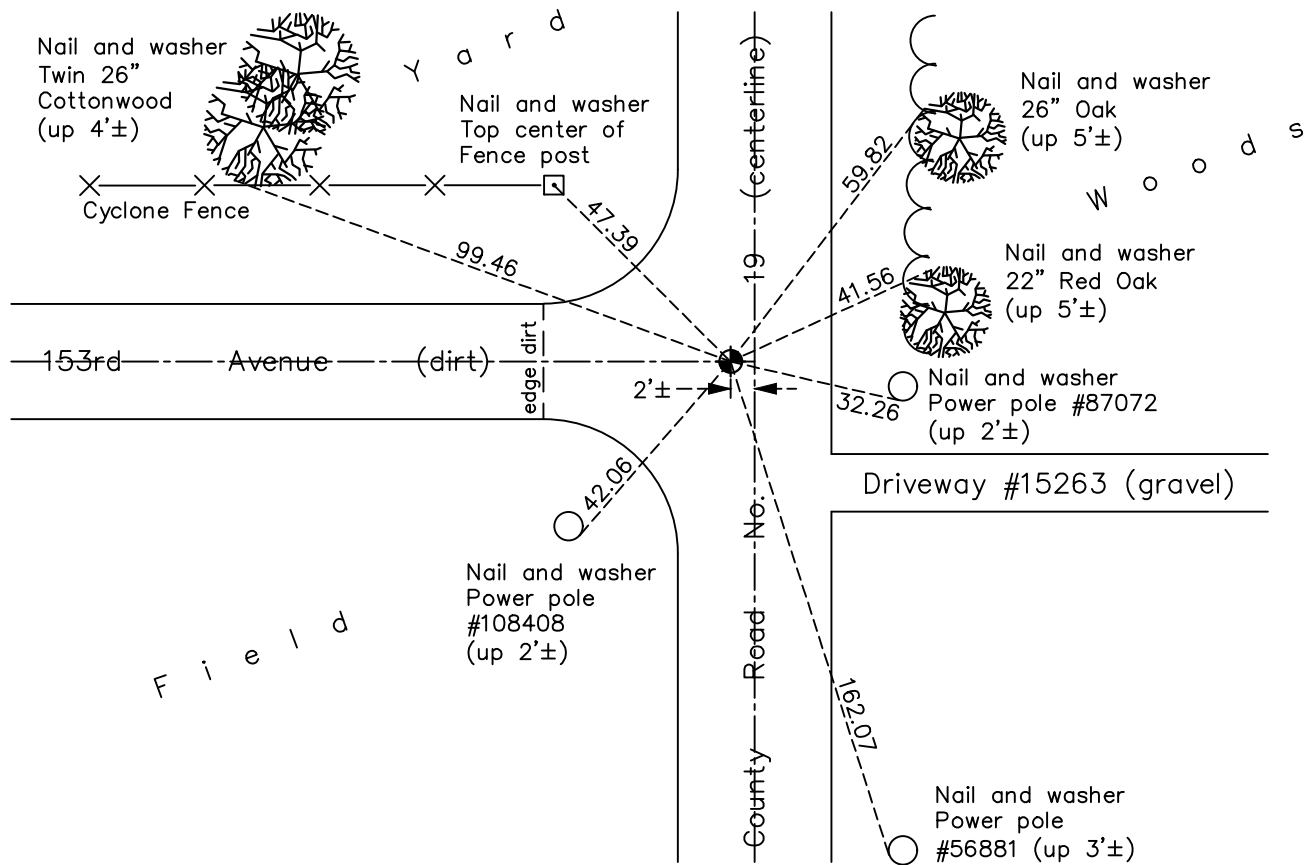 Nail and washer
Twin 26"
Cottonwood
(up 4'±)
Yard
Nail and washer
Top center of
Fence post
Nail and washer
26" Oak
(up 5'±)
Woods
Cyclone Fence
99.46
47.39
59.82
41.56
Nail and washer
22" Red Oak
(up 5'±)
153rd Avenue (dirt)
edge dirt
2'±
32.26
Nail and washer
Power pole #87072
(up 2'±)
Driveway #15263 (gravel)
42.06
Nail and washer
Power pole
#108408
(up 2'±)
Field
County Road No. 19 (centerline)
162.07
Nail and washer
Power pole
#56881 (up 3'±)